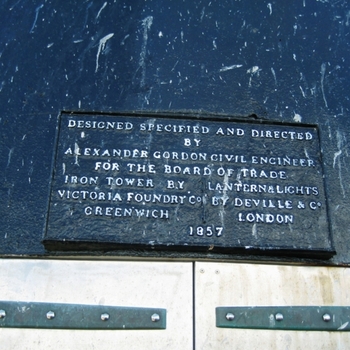 DESIGNED SPECIFIED AND DIRECTED
BY
ALEXANDER GORDON CIVIL ENGINEER
FOR THE BOARD OF TRADE
IRON TOWER BY LANTERN & LIGHTS
VICTORIA FOUNDRY Co BY DEVILLE & Co
GREENWICH LONDON
1857